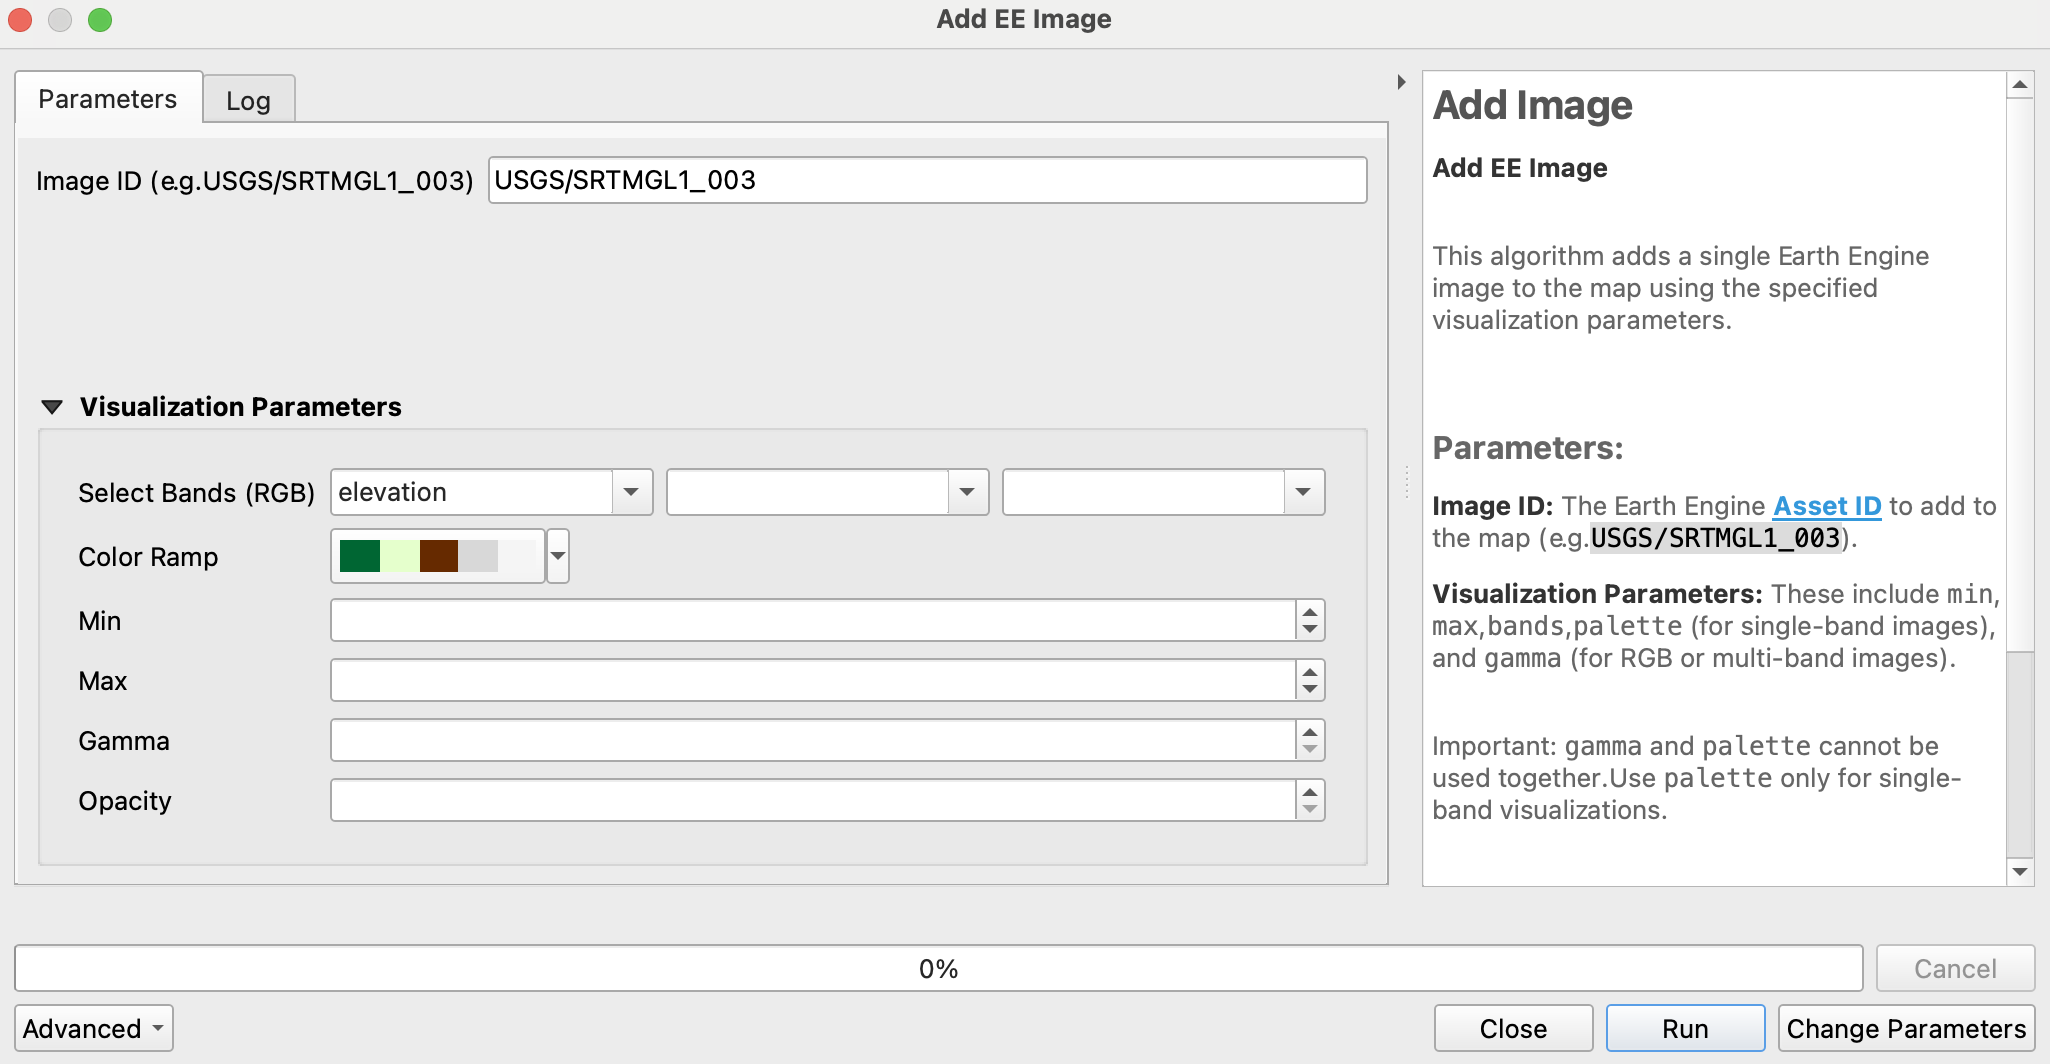 Add EE Image
Parameters
Log
Image ID (e.g.USGS/SRTMGL1_003)
USGS/SRTMGL1_003
Visualization Parameters
Select Bands (RGB)
elevation
Color Ramp
Min
Max
Gamma
Opacity
Add Image
Add EE Image
This algorithm adds a single Earth Engine
image to the map using the specified
visualization parameters.
Parameters:
Image ID: The Earth Engine Asset ID to add to
the map (e.g.USGS/SRTMGL1_003).
Visualization Parameters: These include min,
max,bands,palette (for single-band images),
and gamma (for RGB or multi-band images).
Important: gamma and palette cannot be
used together.Use palette only for single-
band visualizations.
0%
Cancel
Advanced
Close
Run
Change Parameters